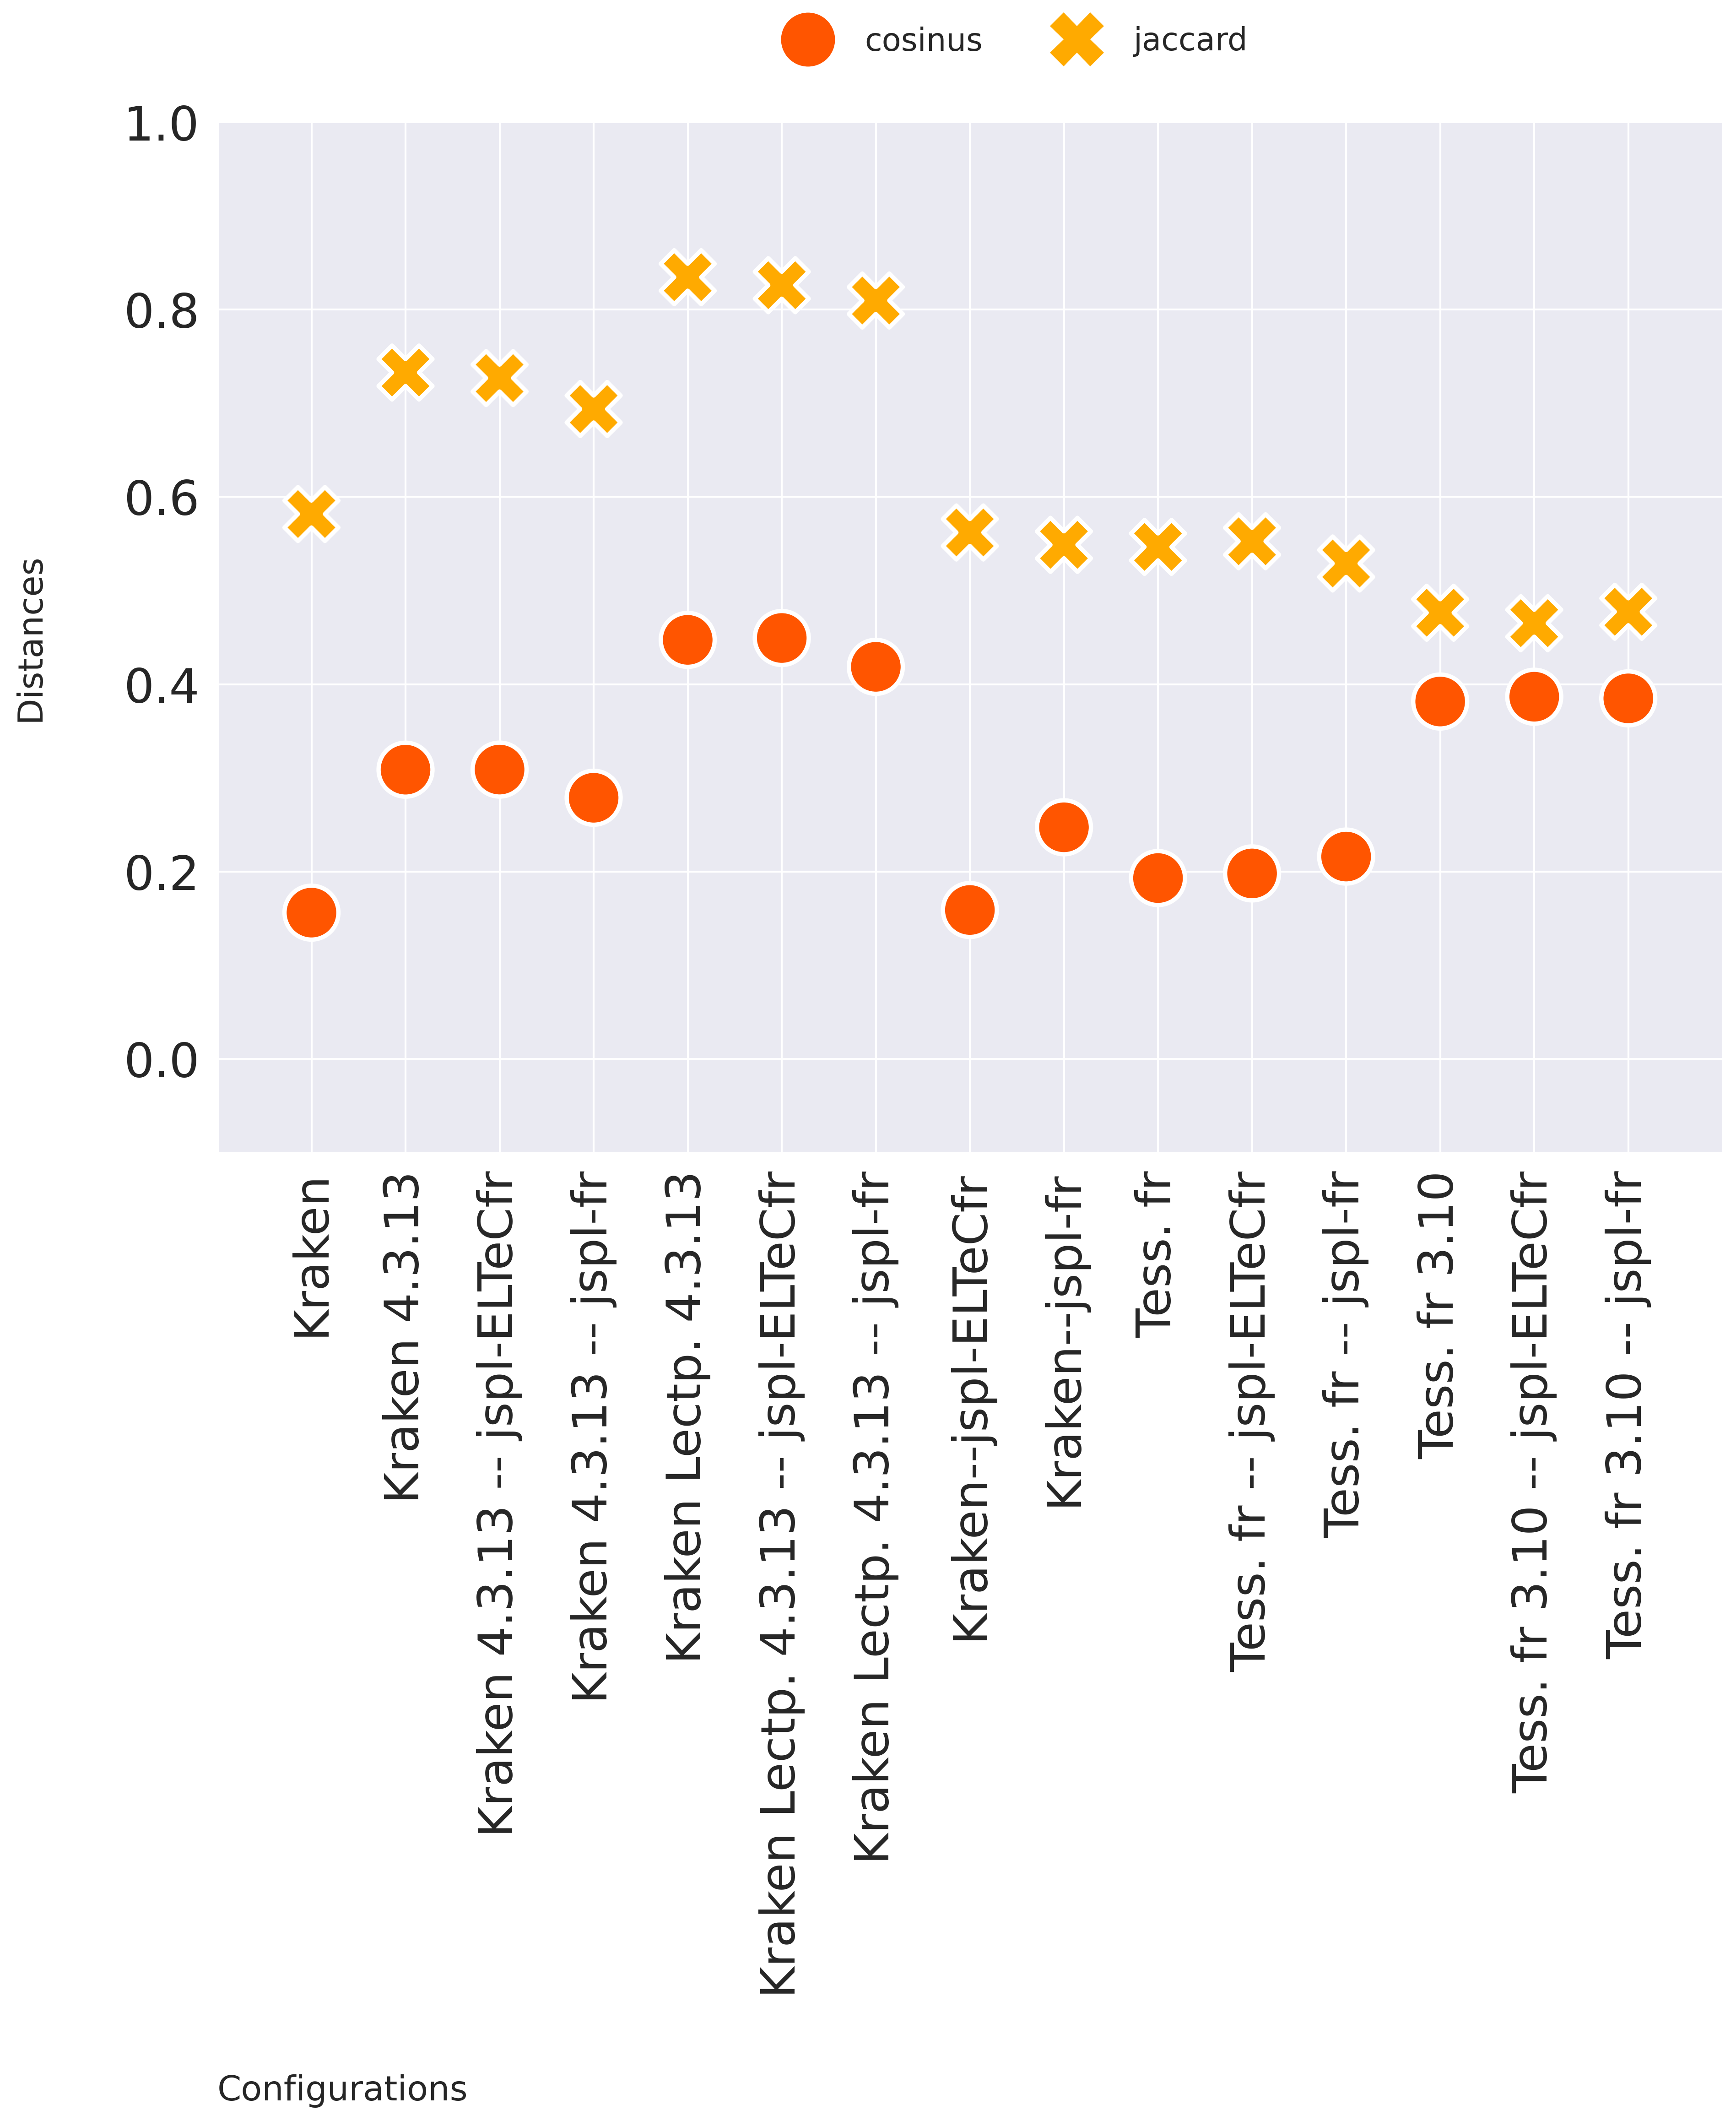 cosinus jaccard
1.0
0.8
0.6
0.4
0.2
0.0
Distances
Kraken
Kraken 4.3.13
Kraken 4.3.13 -- jspl-ELTeCfr
Kraken 4.3.13 -- jspl-fr
Kraken Lectp. 4.3.13
Kraken Lectp. 4.3.13 -- jspl-ELTeCfr
Kraken Lectp. 4.3.13 -- jspl-fr
Kraken--jspl-ELTeCfr
Kraken--jspl-fr
Tess. fr
Tess. fr -- jspl-ELTeCfr
Tess. fr -- jspl-fr
Tess. fr 3.10
Tess. fr 3.10 -- jspl-ELTeCfr
Tess. fr 3.10 -- jspl-fr
Configurations